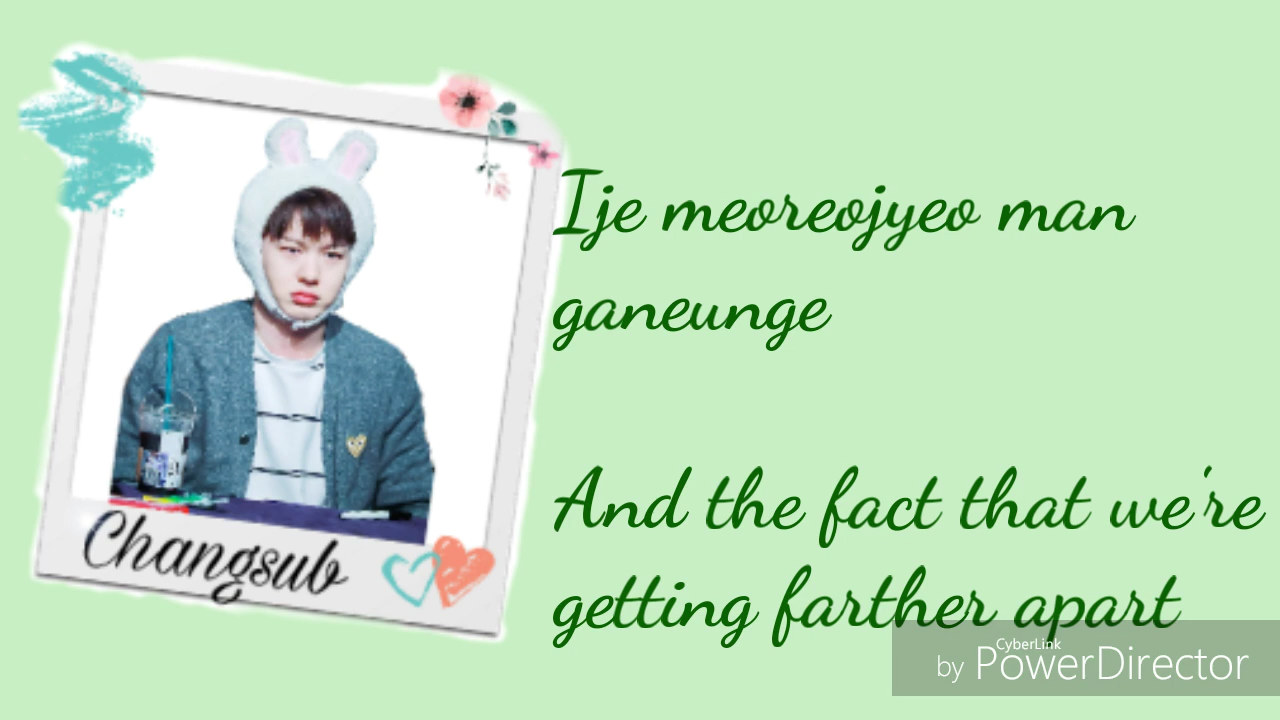 Ije meoreojyeo man
ganeunge
And the fact that we're
getting farther apart
Changsub
CyberLink
by PowerDirector